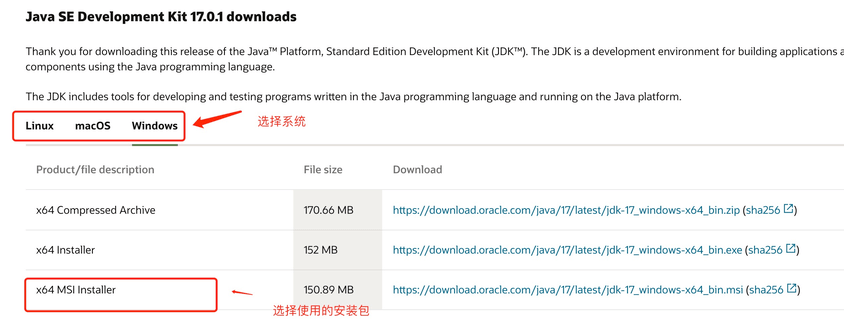 Java SE Development Kit 17.0.1 downloads
Thank you for downloading this release of the Java™ Platform, Standard Edition Development Kit (JDK™). The JDK is a development environment for building applications a
components using the Java programming language.
The JDK includes tools for developing and testing programs written in the Java programming language and running on the Java platform.
Linux macOS Windows 选择系统
Product/file description File size Download
x64 Compressed Archive 170.66 MB https://download.oracle.com/java/17/latest/jdk-17_windows-x64_bin.zip (sha256)
x64 Installer 152 MB https://download.oracle.com/java/17/latest/jdk-17_windows-x64_bin.exe (sha256)
x64 MSI Installer 150.89 MB https://download.oracle.com/java/17/latest/jdk-17_windows-x64_bin.msi (sha256)
选择使用的安装包